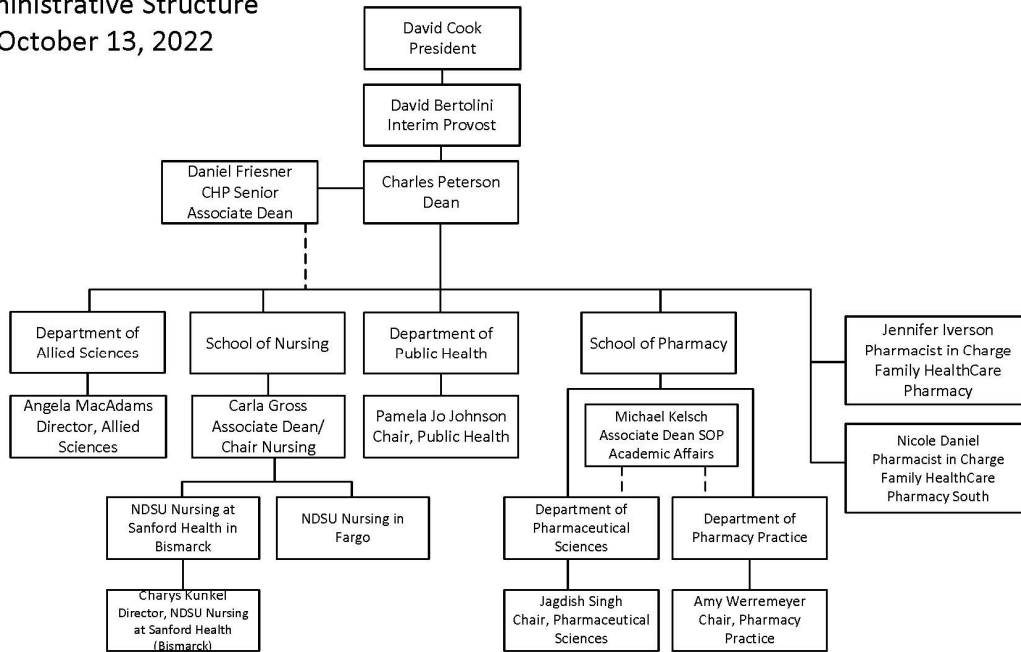 ministrative Structure
October 13, 2022
David Cook
President
David Bertolini
Interim Provost
Daniel Friesner
CHP Senior
Associate Dean
Charles Peterson
Dean
Department of
Allied Sciences
School of Nursing
Department of
Public Health
School of Pharmacy
Jennifer Iverson
Pharmacist in Charge
Family HealthCare
Pharmacy
Angela MacAdams
Director, Allied
Sciences
Carla Gross
Associate Dean/
Chair Nursing
Pamela Jo Johnson
Chair, Public Health
Michael Kelsch
Associate Dean SOP
Academic Affairs
Nicole Daniel
Pharmacist in Charge
Family HealthCare
Pharmacy South
NDSU Nursing at
Sanford Health in
Bismarck
NDSU Nursing in
Fargo
Department of
Pharmaceutical
Sciences
Department of
Pharmacy Practice
Charys Kunkel
Director, NDSU Nursing
at Sanford Health
(Bismarck)
Jagdish Singh
Chair, Pharmaceutical
Sciences
Amy Werremeyer
Chair, Pharmacy
Practice